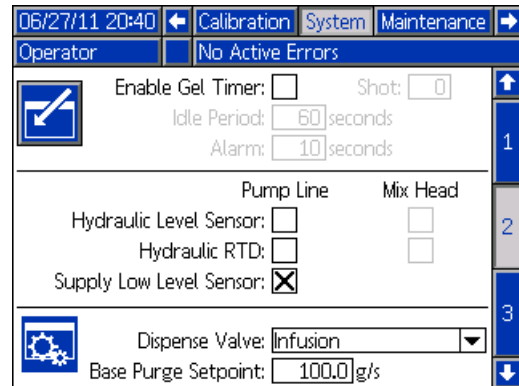 06/27/11 20:40 Calibration System Maintenance
Operator No Active Errors
Enable Gel Timer: Shot: 0
Idle Period: 60 seconds
Alarm: 10 seconds
1
Pump Line Mix Head
Hydraulic Level Sensor:
2
Hydraulic RTD:
Supply Low Level Sensor:
3
Dispense Valve: Infusion
Base Purge Setpoint: 100.0 g/s